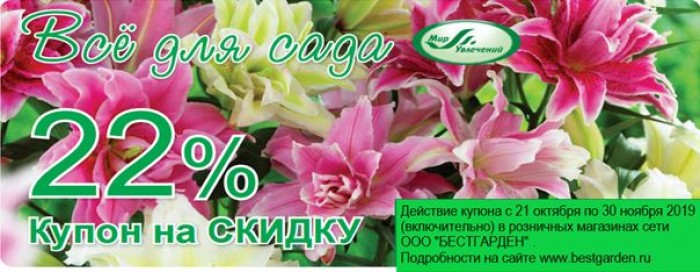 Всё для сада
Мир
Увлечений
22%
Купон на СКИДКУ
Действие купона с 21 октября по 30 ноября 2019
(включительно) в розничных магазинах сети
ООО "БЕСТГАРДЕН" .
Подробности на сайте www.bestgarden.ru